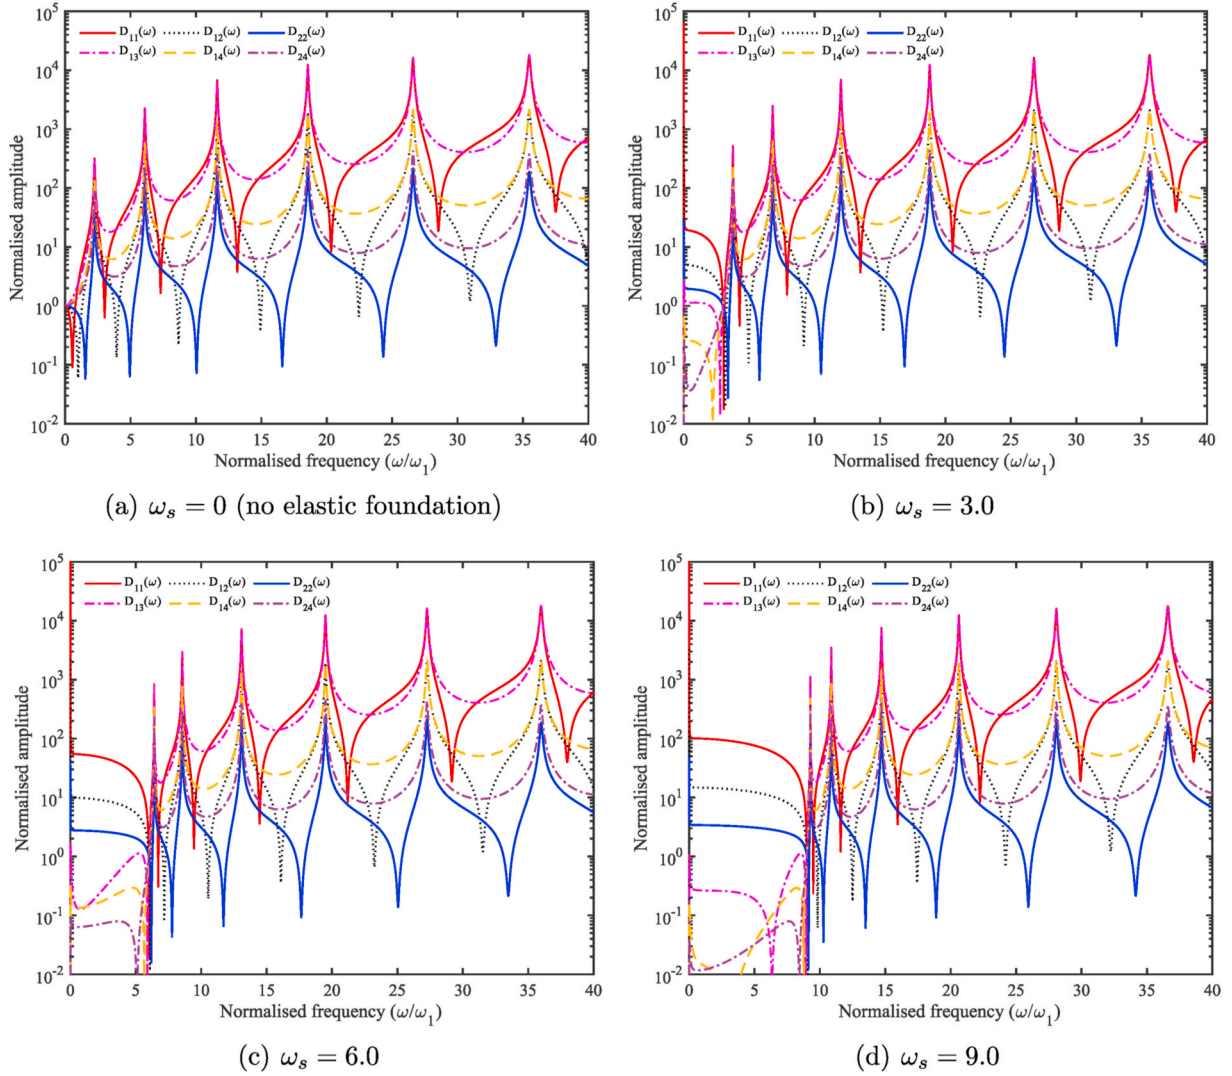 10^5
10^4
10^3
10^2
10^1
10^0
10^-1
10^-2
Normalised amplitude
D11(ω) D12(ω) D22(ω)
D13(ω) D14(ω) D24(ω)
0 5 10 15 20 25 30 35 40
Normalised frequency (ω/ω1)
(a) ωs = 0 (no elastic foundation)
10^5
10^4
10^3
10^2
10^1
10^0
10^-1
10^-2
Normalised amplitude
D11(ω) D12(ω) D22(ω)
D13(ω) D14(ω) D24(ω)
0 5 10 15 20 25 30 35 40
Normalised frequency (ω/ω1)
(b) ωs = 3.0
10^5
10^4
10^3
10^2
10^1
10^0
10^-1
10^-2
Normalised amplitude
D11(ω) D12(ω) D22(ω)
D13(ω) D14(ω) D24(ω)
0 5 10 15 20 25 30 35 40
Normalised frequency (ω/ω1)
(c) ωs = 6.0
10^5
10^4
10^3
10^2
10^1
10^0
10^-1
10^-2
Normalised amplitude
D11(ω) D12(ω) D22(ω)
D13(ω) D14(ω) D24(ω)
0 5 10 15 20 25 30 35 40
Normalised frequency (ω/ω1)
(d) ωs = 9.0